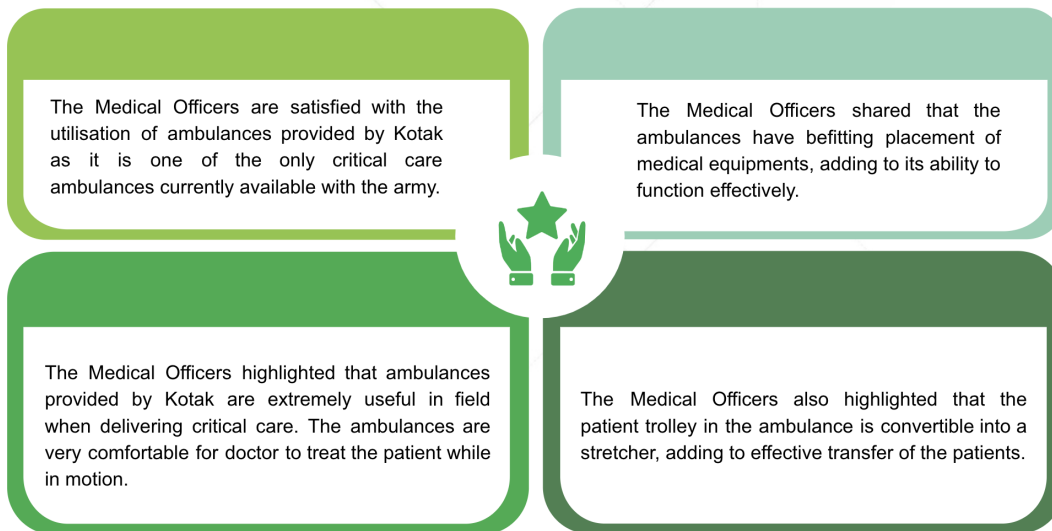 The Medical Officers are satisfied with the
utilisation of ambulances provided by Kotak
as it is one of the only critical care
ambulances currently available with the army.
The Medical Officers shared that the
ambulances have befitting placement of
medical equipments, adding to its ability to
function effectively.
The Medical Officers highlighted that ambulances
provided by Kotak are extremely useful in field
when delivering critical care. The ambulances are
very comfortable for doctor to treat the patient while
in motion.
The Medical Officers also highlighted that the
patient trolley in the ambulance is convertible into a
stretcher, adding to effective transfer of the patients.